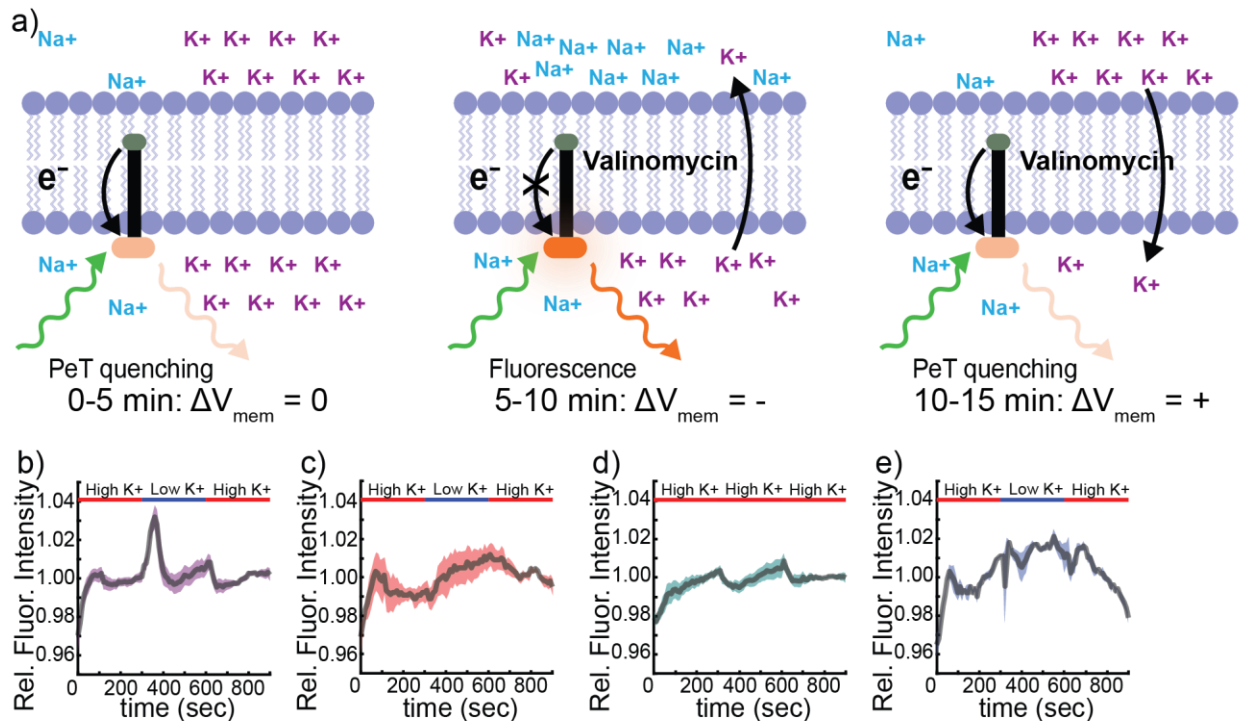 a)
Na+ K+ K+ K+ K+
Na+ K+ K+ K+ K+
e−
Na+ K+ K+ K+ K+
Na+ K+ K+ K+ K+
PeT quenching
0-5 min: ΔVmem = 0
K+ Na+ Na+ Na+ Na+ K+
K+ Na+ Na+ Na+ Na+
Valinomycin
e−
Na+ K+ K+ K+ K+
Na+ K+ K+ K+
Fluorescence
5-10 min: ΔVmem = -
Na+ K+ K+ K+ K+
Na+ K+ K+ K+ K+
Valinomycin
e−
Na+ K+
Na+ K+
PeT quenching
10-15 min: ΔVmem = +
b)
Rel. Fluor. Intensity
1.04
1.02
1.00
0.98
0.96
High K+ Low K+ High K+
0 200 400 600 800
time (sec)
c)
Rel. Fluor. Intensity
1.04
1.02
1.00
0.98
0.96
High K+ Low K+ High K+
0 200 400 600 800
time (sec)
d)
Rel. Fluor. Intensity
1.04
1.02
1.00
0.98
0.96
High K+ High K+ High K+
0 200 400 600 800
time (sec)
e)
Rel. Fluor. Intensity
1.04
1.02
1.00
0.98
0.96
High K+ Low K+ High K+
0 200 400 600 800
time (sec)